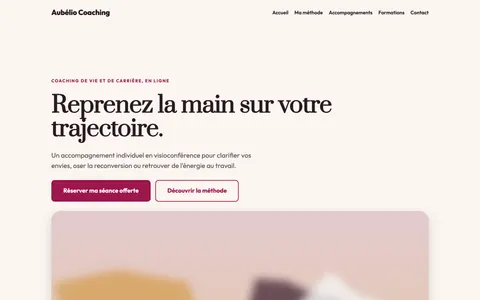 Aubélio Coaching
Accueil Ma méthode Accompagnements Formations Contact
COACHING DE VIE ET DE CARRIÈRE, EN LIGNE
Reprenez la main sur votre
trajectoire.
Un accompagnement individuel en visioconférence pour clarifier vos
envies, oser la reconversion ou retrouver de l'énergie au travail.
Réserver ma séance offerte Découvrir la méthode